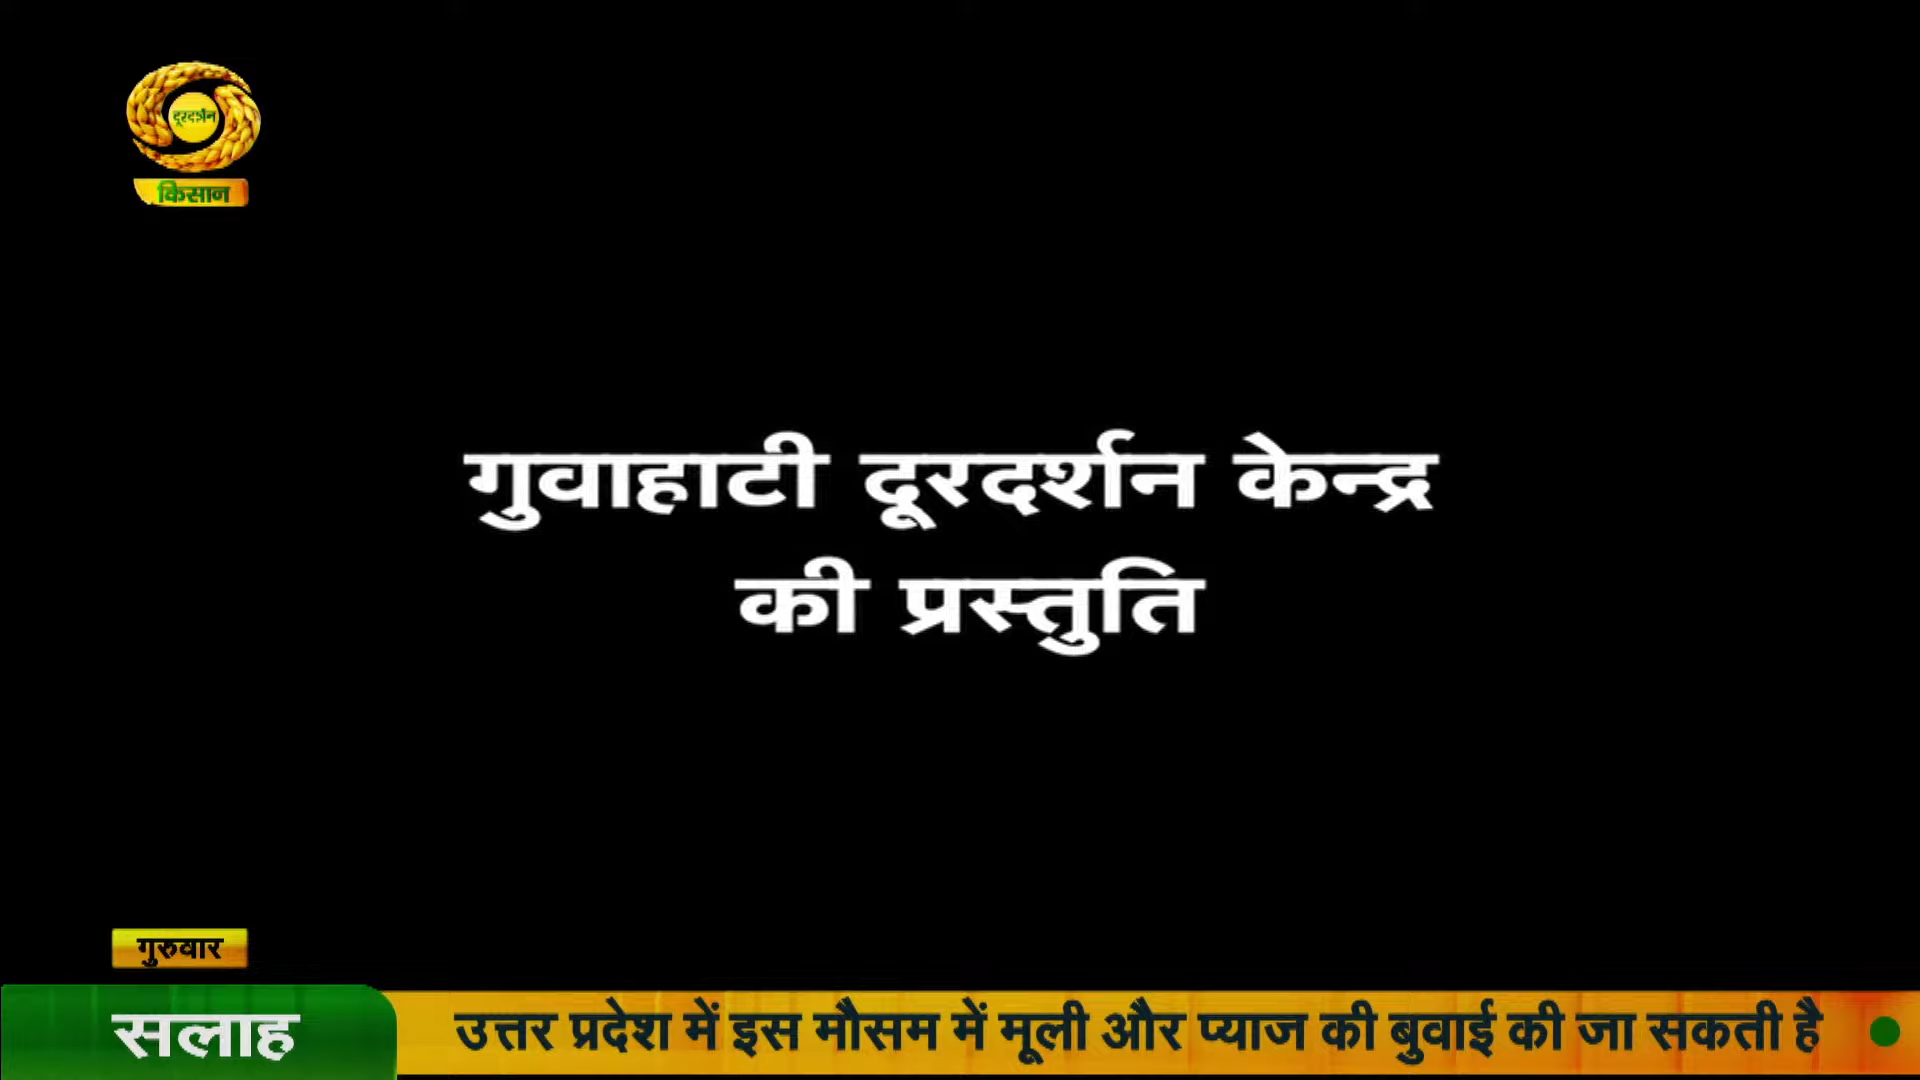 दूरदर्शन
किसान
गुवाहाटी दूरदर्शन केन्द्र
की प्रस्तुति
गुरुवार
सलाह
उत्तर प्रदेश में इस मौसम में मूली और प्याज की बुवाई की जा सकती है